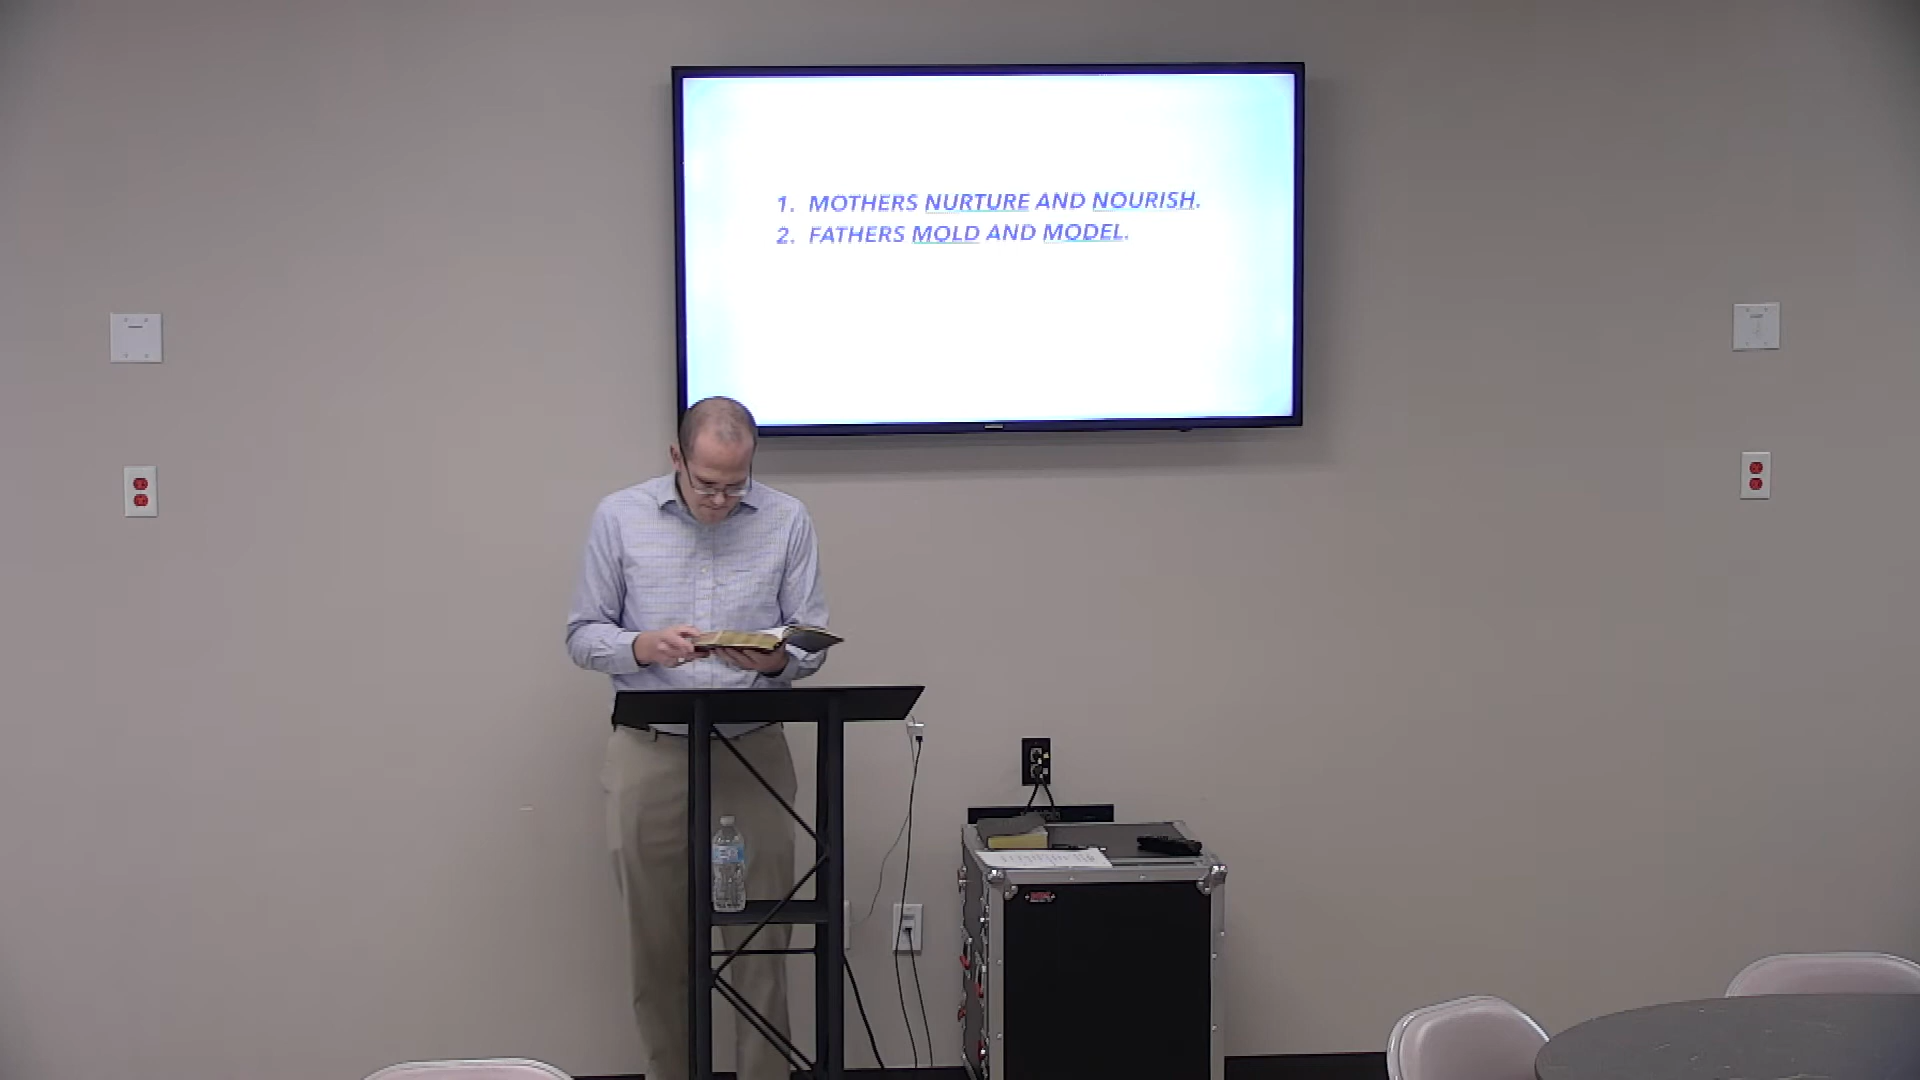 1. MOTHERS NURTURE AND NOURISH.
2. FATHERS MOLD AND MODEL.